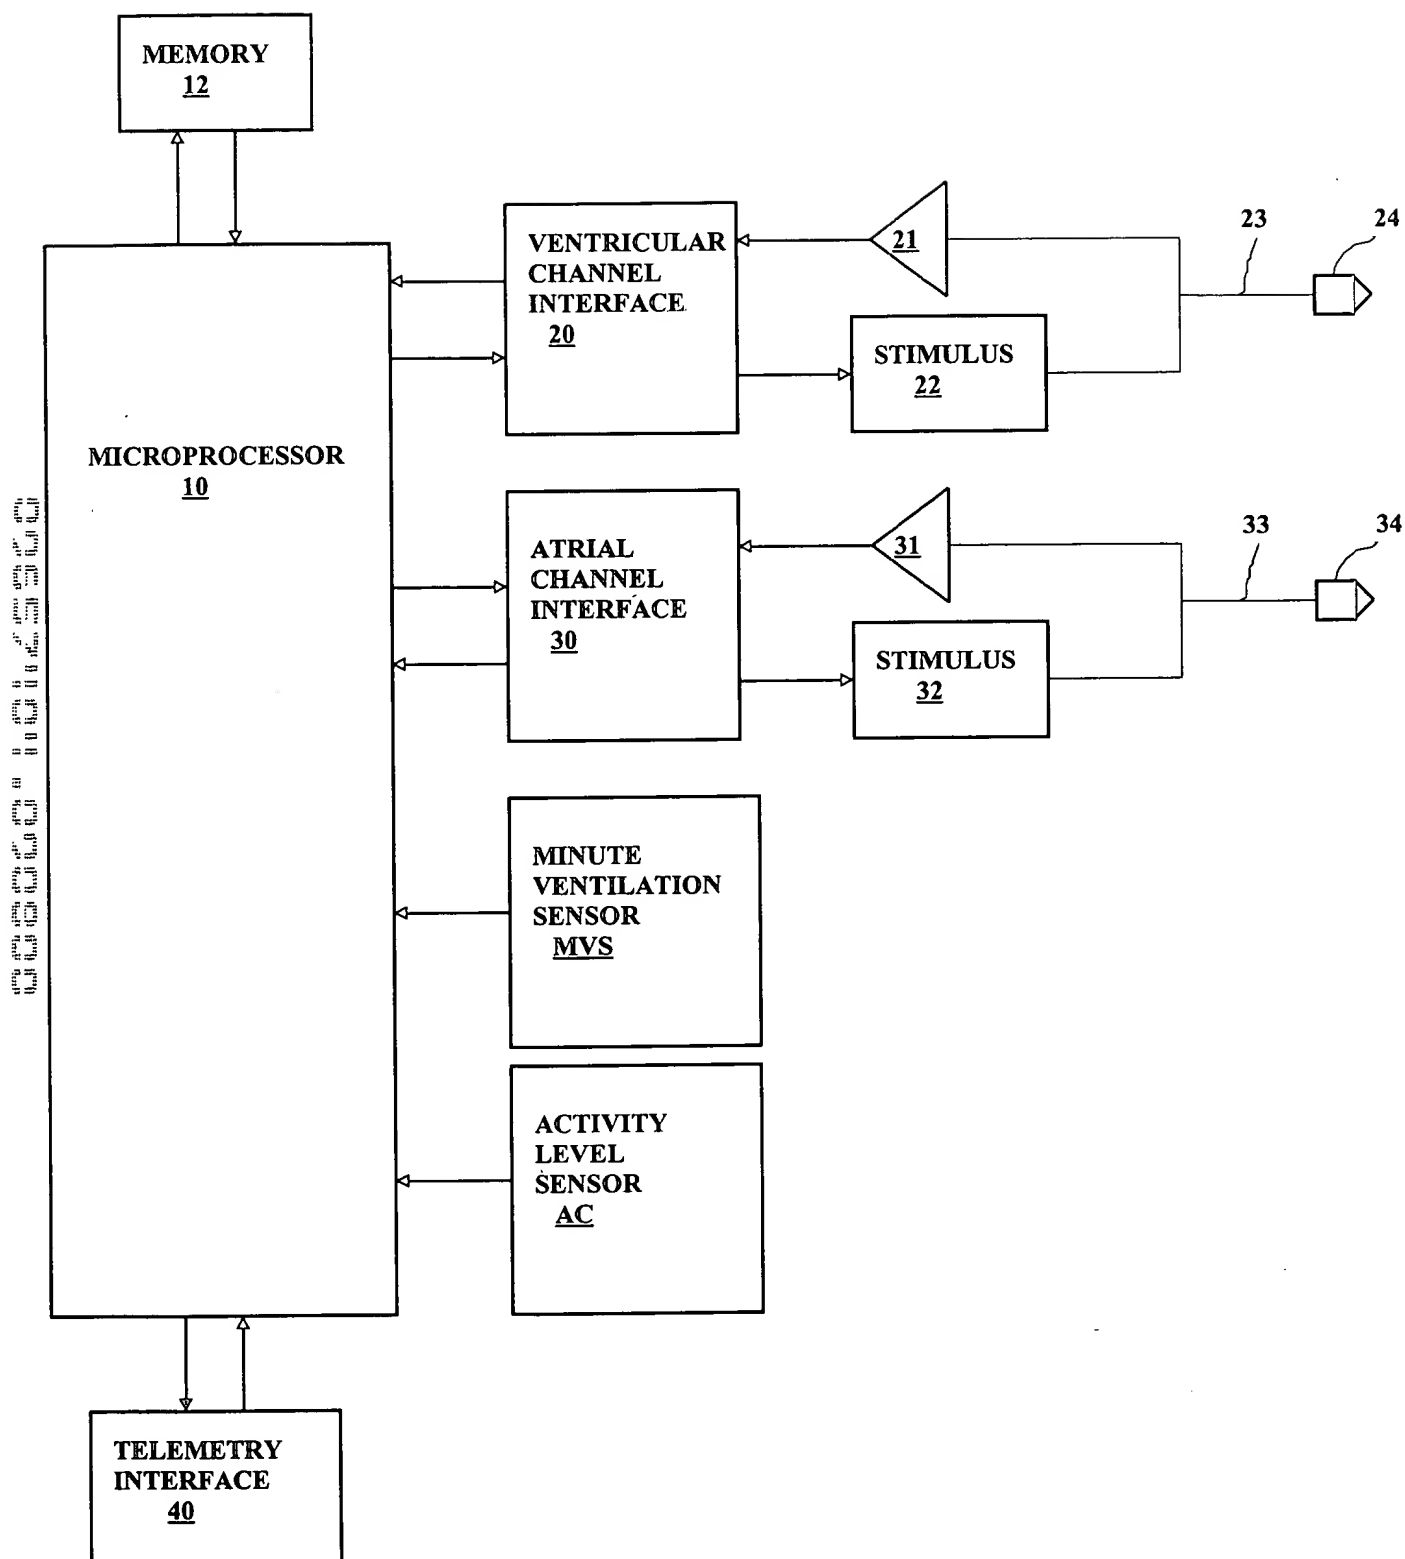 MEMORY
12
VENTRICULAR
CHANNEL
INTERFACE
20
21
23
24
STIMULUS
22
MICROPROCESSOR
10
ATRIAL
CHANNEL
INTERFACE
30
31
33
34
STIMULUS
32
MINUTE
VENTILATION
SENSOR
MVS
ACTIVITY
LEVEL
SENSOR
AC
TELEMETRY
INTERFACE
40